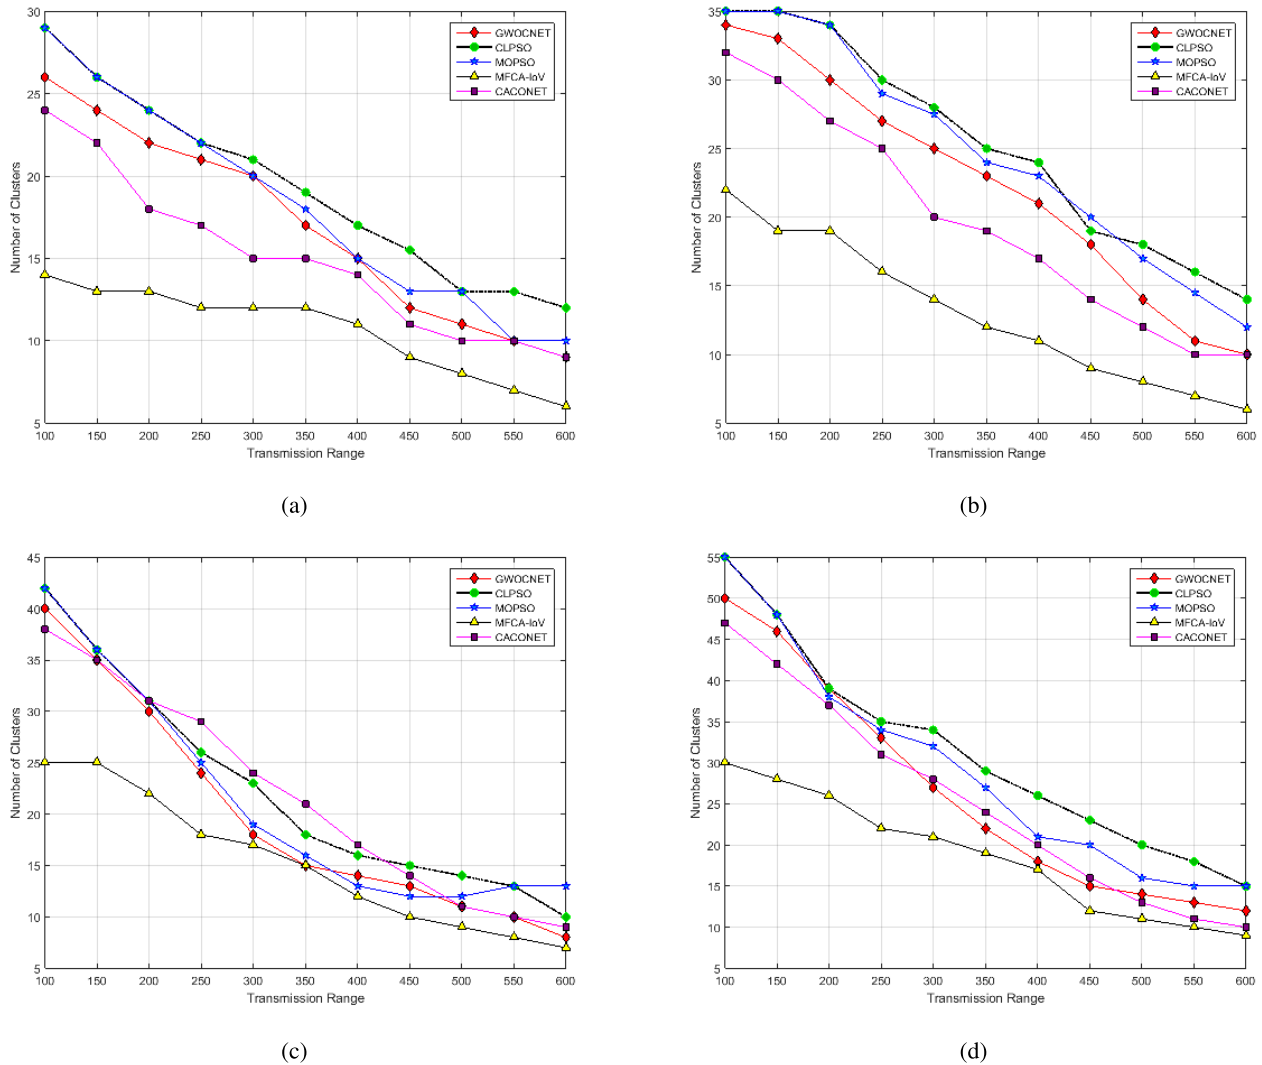 30
25
20
15
10
5
Number of Clusters
100 150 200 250 300 350 400 450 500 550 600
Transmission Range
GWOCNET
CLPSO
MOPSO
MFCA-IoV
CACONET
(a)
35
30
25
20
15
10
5
Number of Clusters
100 150 200 250 300 350 400 450 500 550 600
Transmission Range
GWOCNET
CLPSO
MOPSO
MFCA-IoV
CACONET
(b)
45
40
35
30
25
20
15
10
5
Number of Clusters
100 150 200 250 300 350 400 450 500 550 600
Transmission Range
GWOCNET
CLPSO
MOPSO
MFCA-IoV
CACONET
(c)
55
50
45
40
35
30
25
20
15
10
5
Number of Clusters
100 150 200 250 300 350 400 450 500 550 600
Transmission Range
GWOCNET
CLPSO
MOPSO
MFCA-IoV
CACONET
(d)